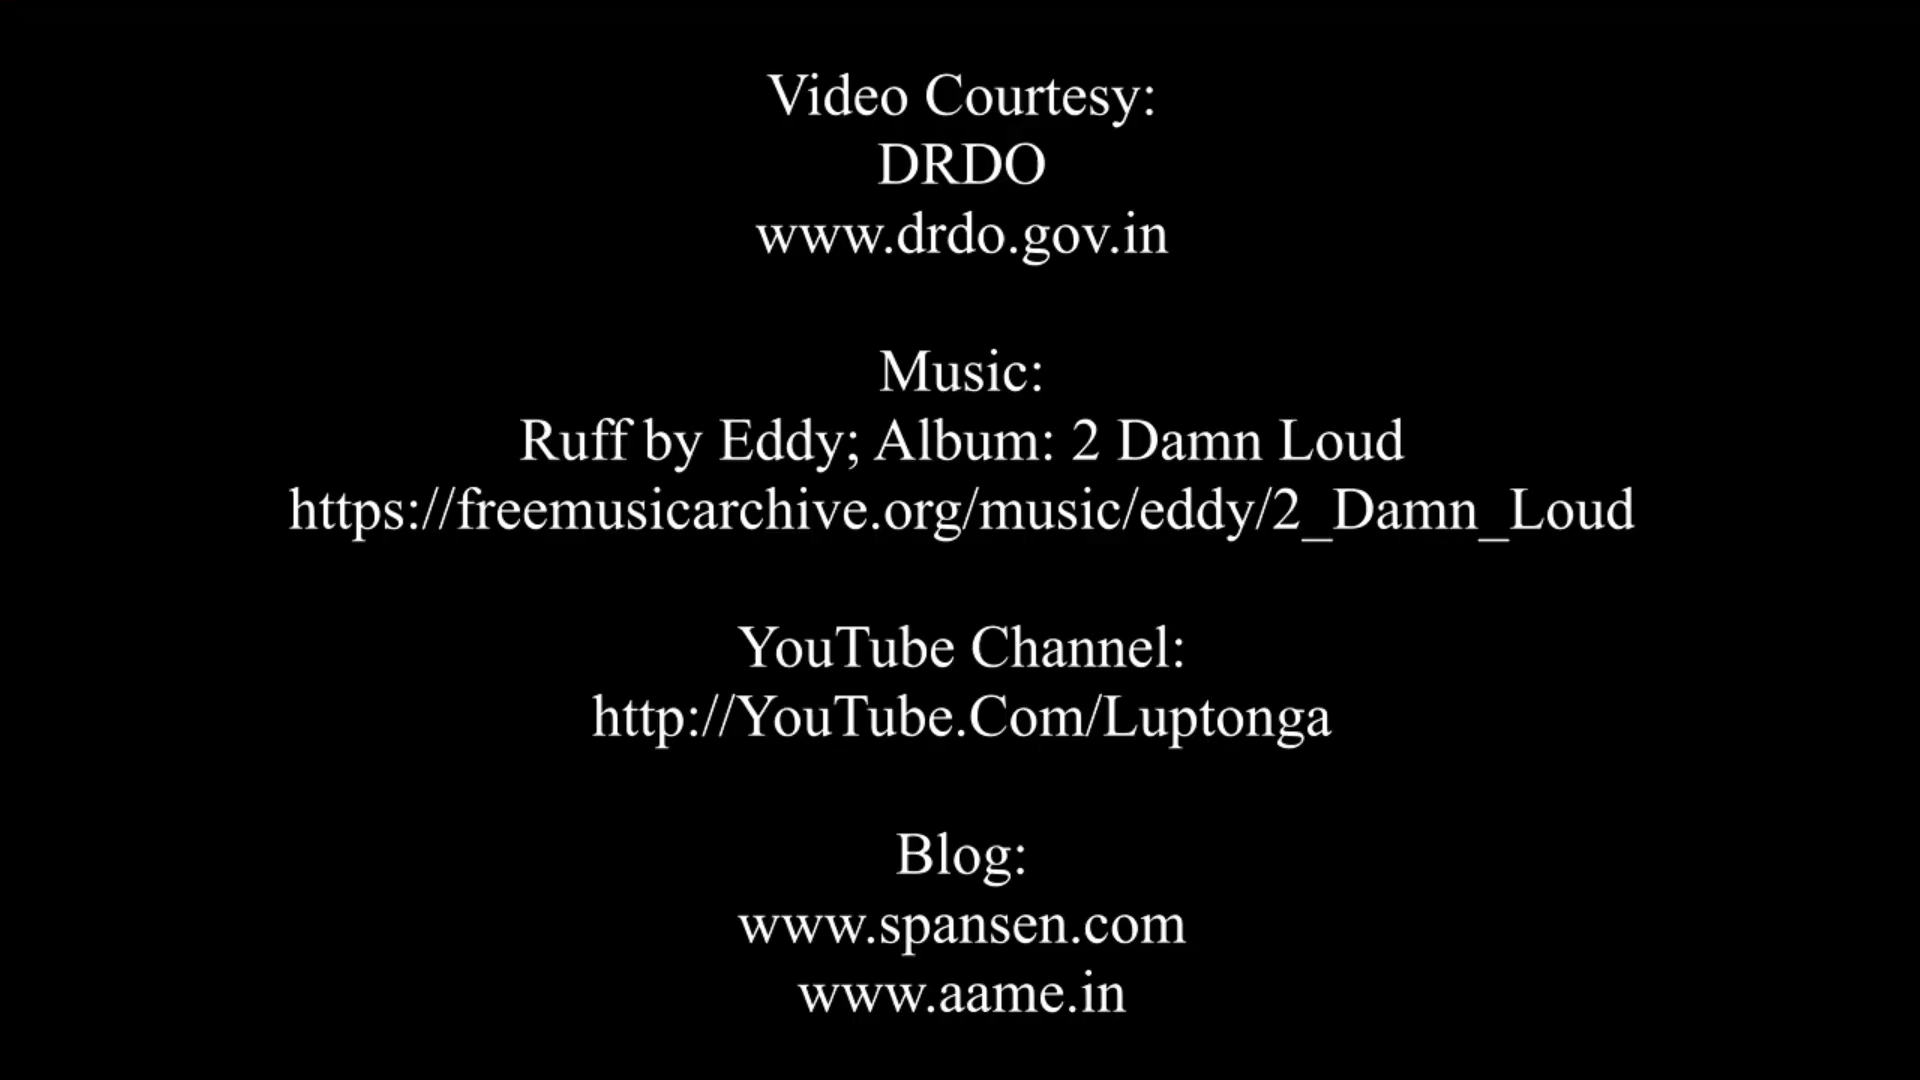 Video Courtesy:
DRDO
www.drdo.gov.in
Music:
Ruff by Eddy; Album: 2 Damn Loud
https://freemusicarchive.org/music/eddy/2_Damn_Loud
YouTube Channel:
http://YouTube.Com/Luptonga
Blog:
www.spansen.com
www.aame.in